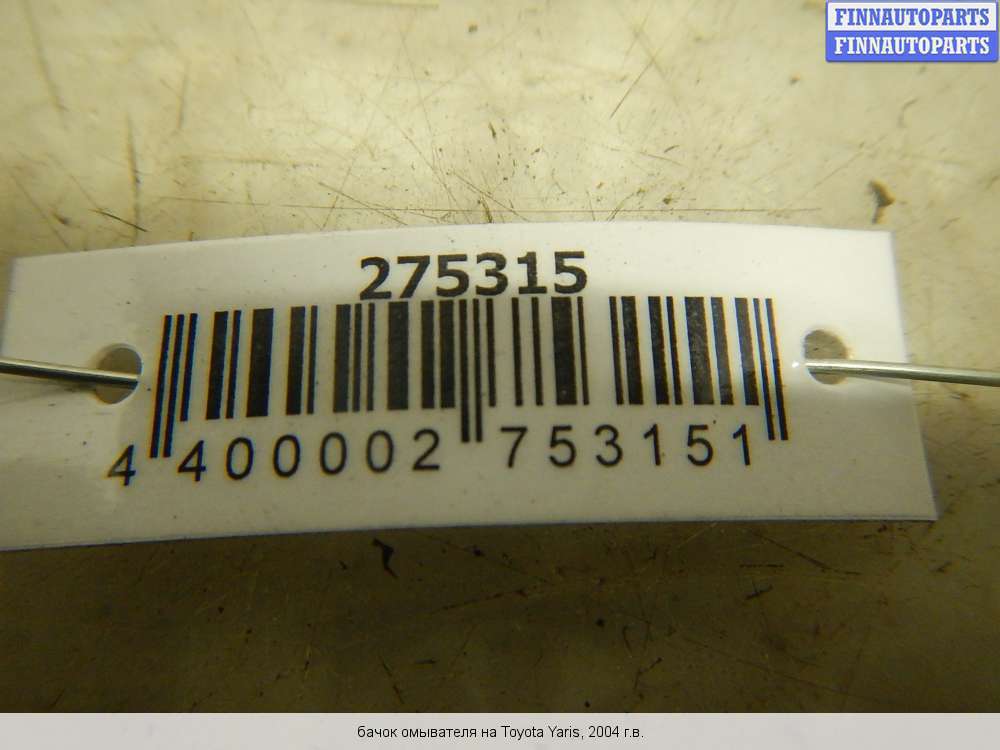 FINNAUTOPARTS
FINNAUTOPARTS
275315
4 400002 753151
бачок омывателя на Toyota Yaris, 2004 г.в.